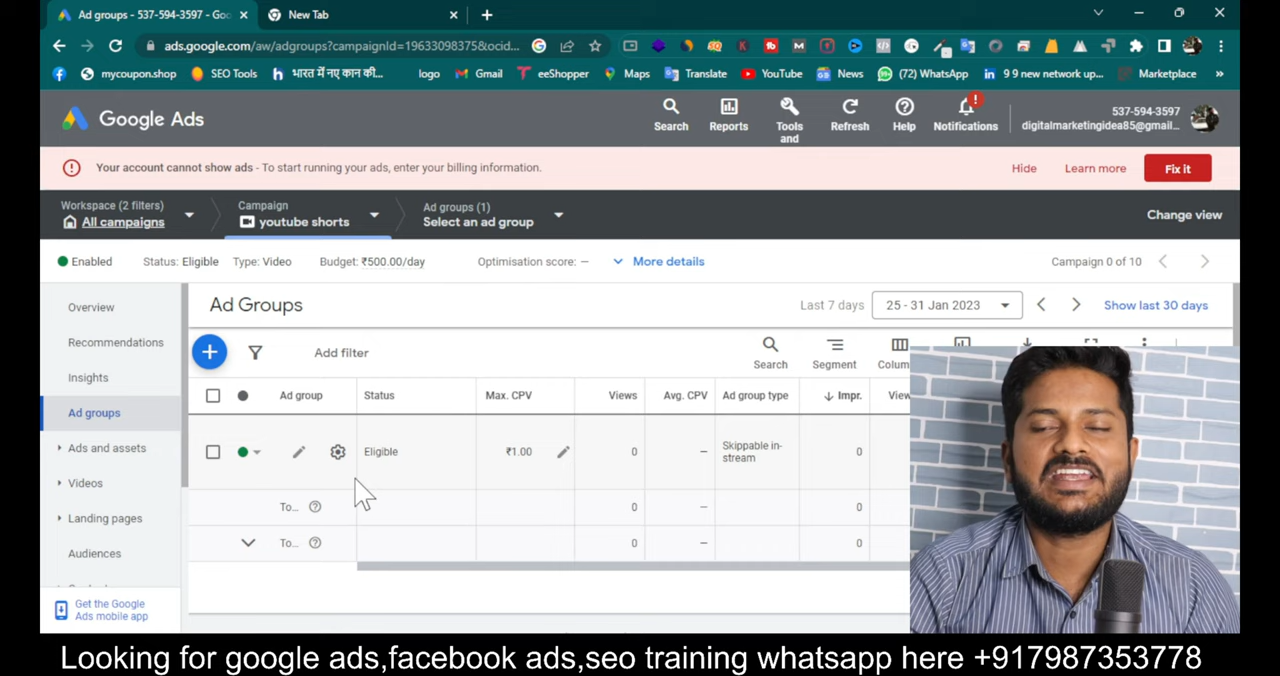 Ad groups - 537-594-3597 - Goo
New Tab
ads.google.com/aw/adgroups?campaignId=19633098375&ocid...
mycoupon.shop
SEO Tools
भारत में नए कान की...
logo
Gmail
eeShopper
Maps
Translate
YouTube
News
(72) WhatsApp
9 9 new network up...
Marketplace
Google Ads
Search
Reports
Tools and
Refresh
Help
Notifications
537-594-3597
digitalmarketingidea85@gmail...
Your account cannot show ads - To start running your ads, enter your billing information.
Hide
Learn more
Fix it
Workspace (2 filters)
All campaigns
Campaign
youtube shorts
Ad groups (1)
Select an ad group
Change view
Enabled
Status: Eligible
Type: Video
Budget: ₹500.00/day
Optimisation score: –
More details
Campaign 0 of 10
Overview
Recommendations
Insights
Ad groups
Ads and assets
Videos
Landing pages
Audiences
Get the Google
Ads mobile app
Ad Groups
Last 7 days
25 - 31 Jan 2023
Show last 30 days
Add filter
Search
Segment
Colum
Ad group
Status
Max. CPV
Views
Avg. CPV
Ad group type
Impr.
View
Eligible
₹1.00
0
–
Skippable in-
stream
0
To...
0
–
0
To...
0
–
0
Looking for google ads,facebook ads,seo training whatsapp here +917987353778